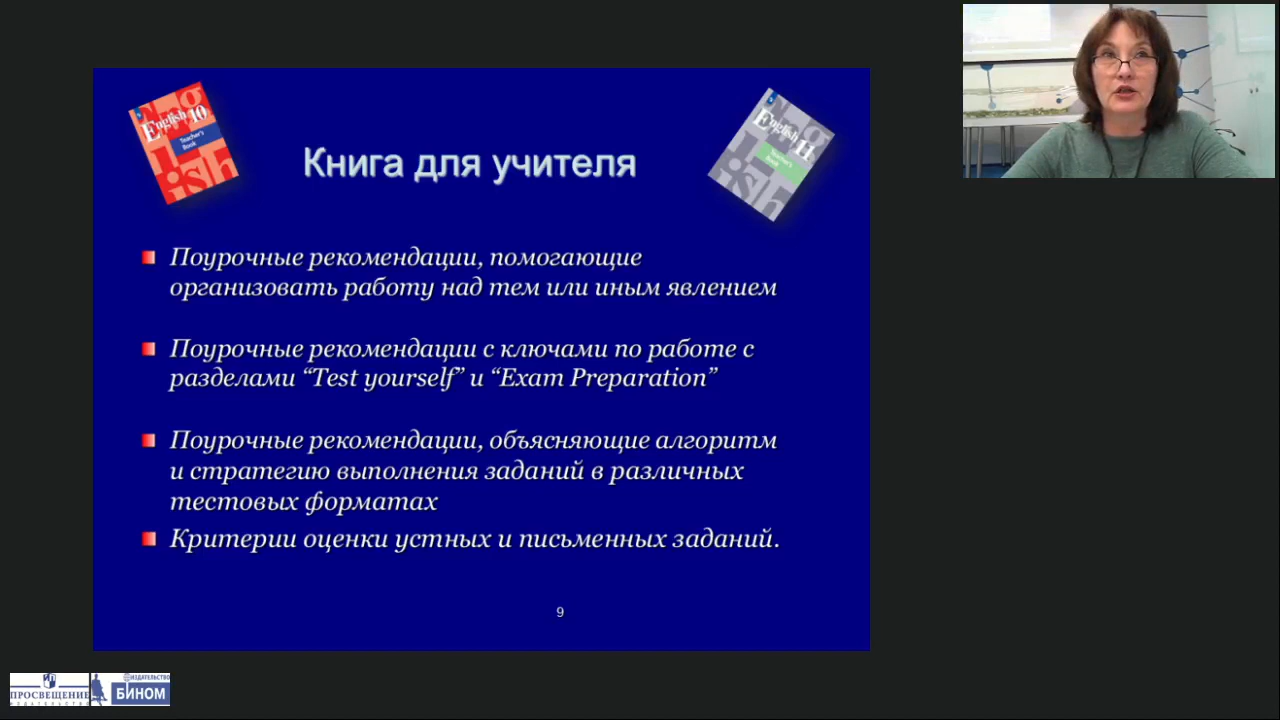 English 10
Teacher's
Book
English 11
Teacher's
Book
Книга для учителя
Поурочные рекомендации, помогающие
организовать работу над тем или иным явлением
Поурочные рекомендации с ключами по работе с
разделами “Test yourself” и “Exam Preparation”
Поурочные рекомендации, объясняющие алгоритм
и стратегию выполнения заданий в различных
тестовых форматах
Критерии оценки устных и письменных заданий.
9
ПРОСВЕЩЕНИЕ
ИЗДАТЕЛЬСТВО
ИЗДАТЕЛЬСТВО
БИНОМ